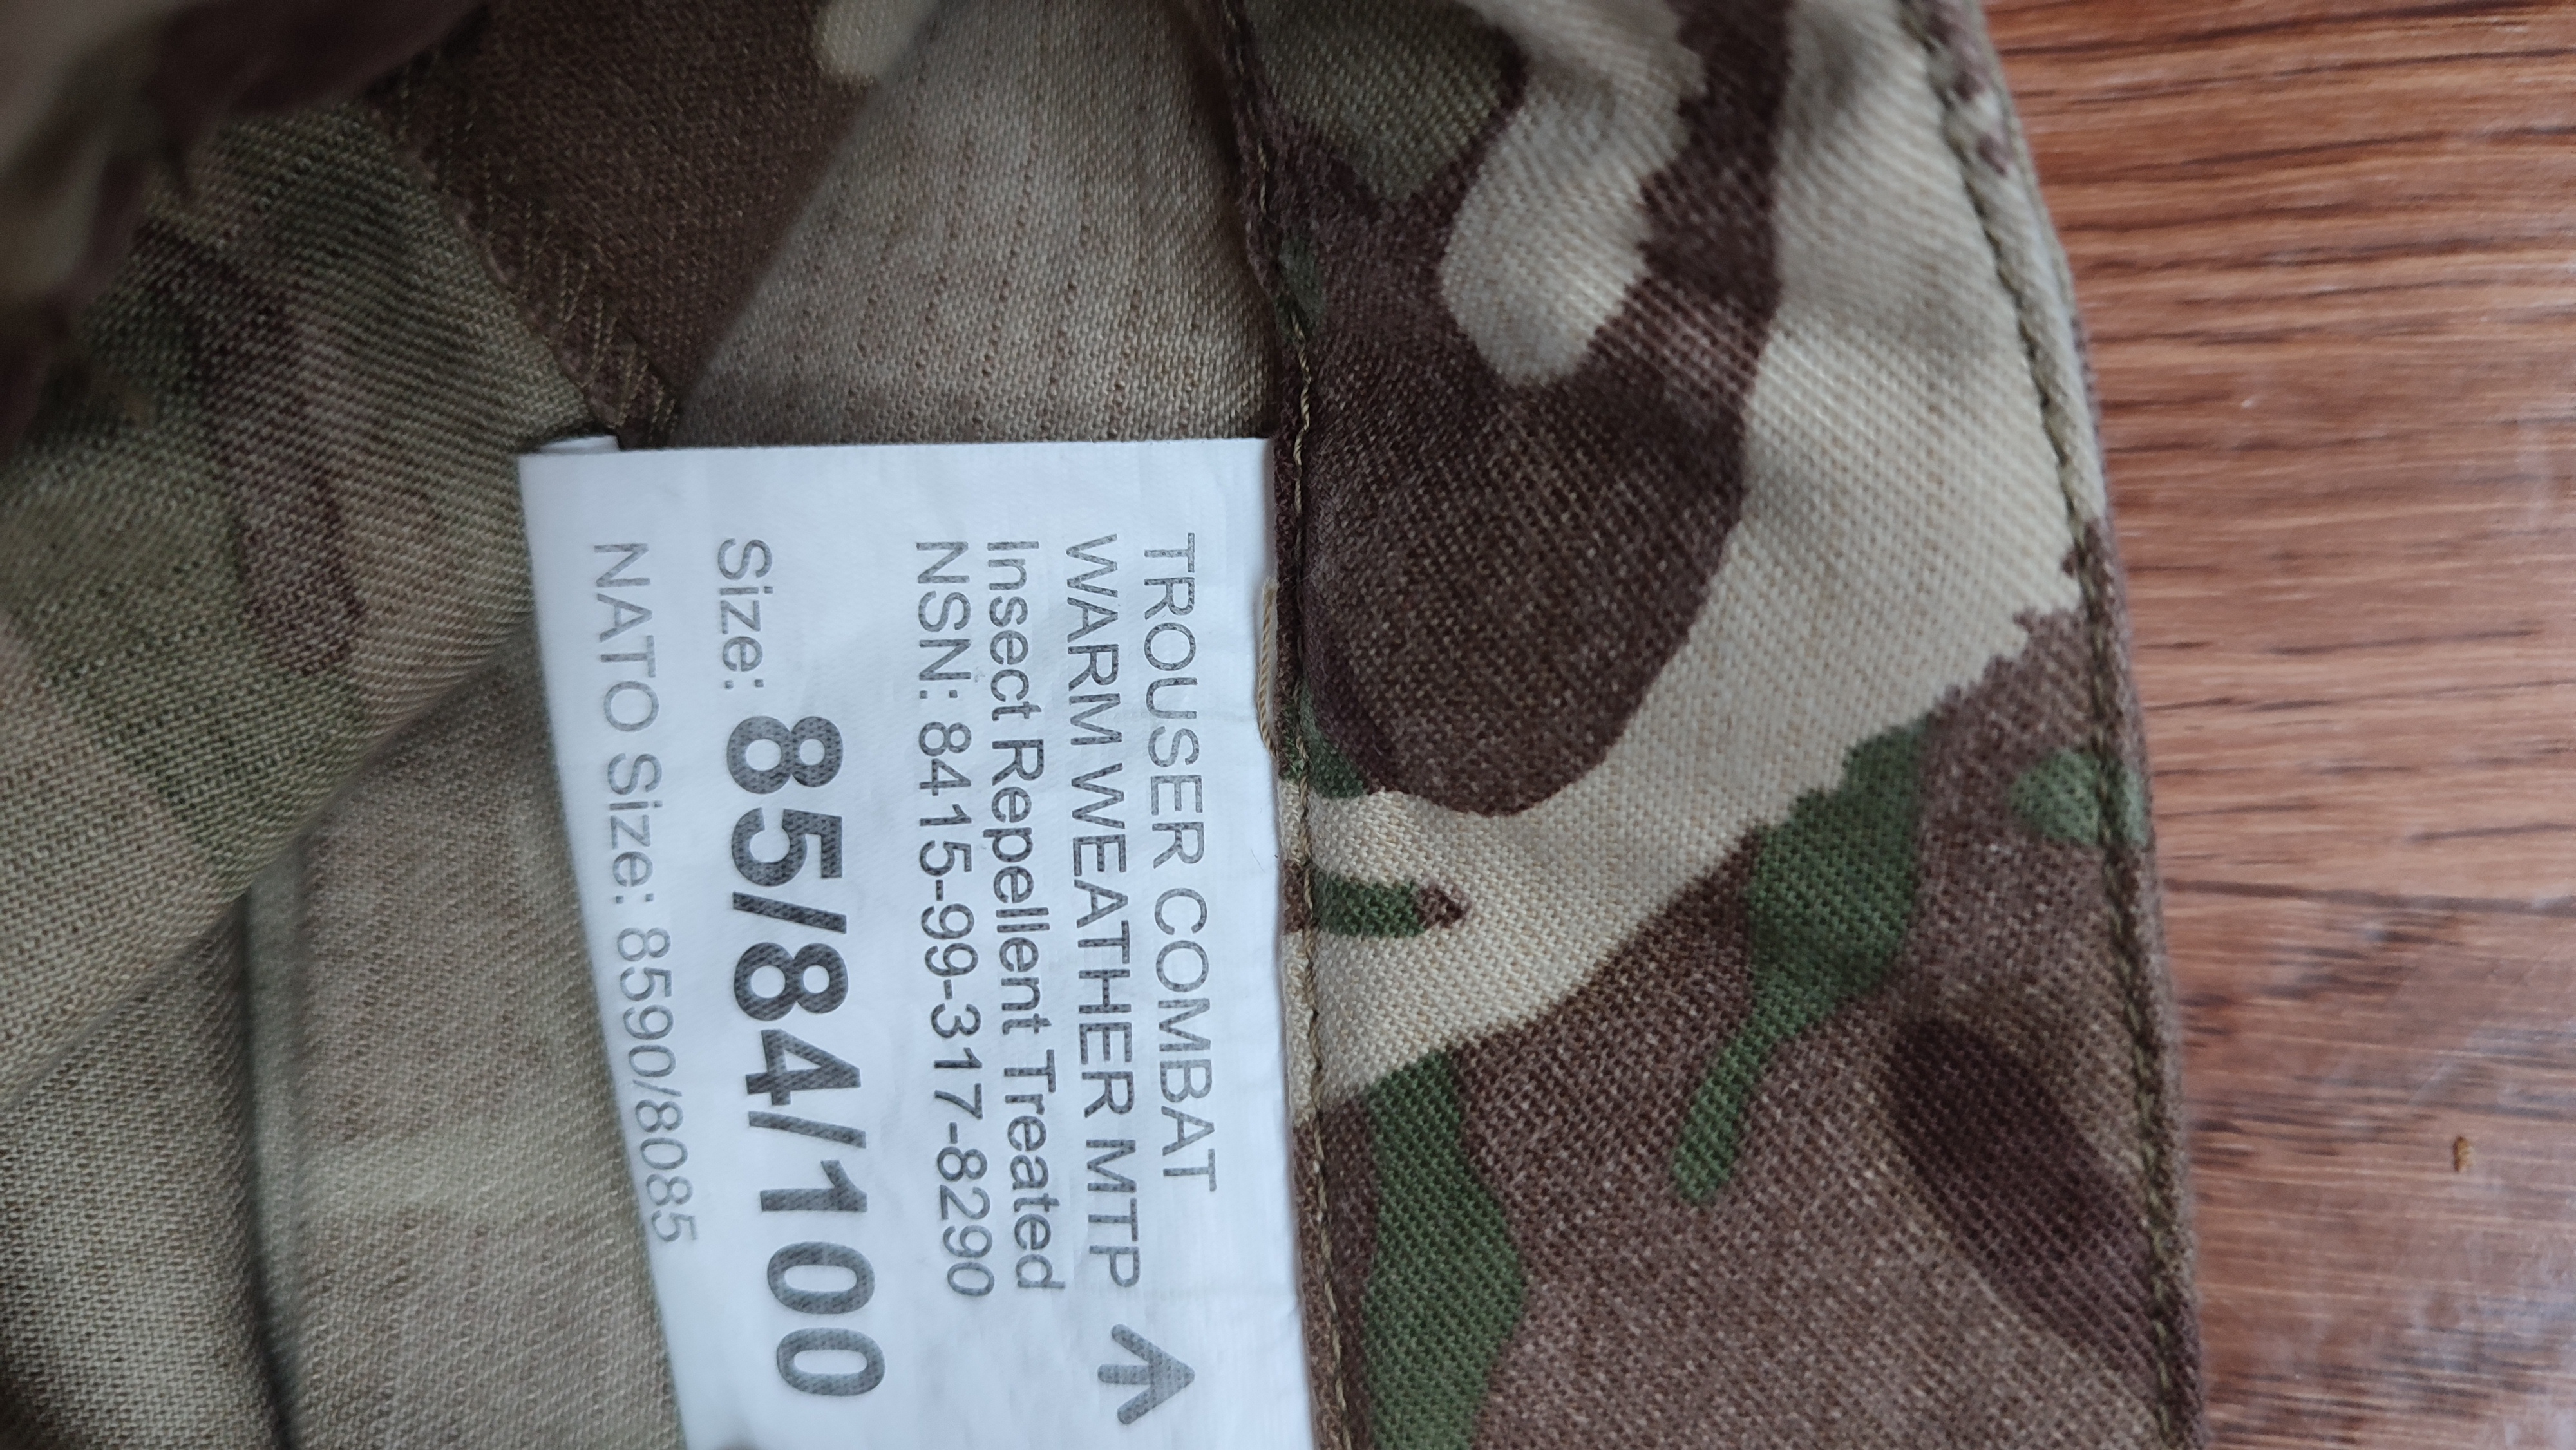 TROUSER COMBAT
WARM WEATHER MTP
Insect Repellent Treated
NSN: 8415-99-317-8290
Size: 85/84/100
NATO Size: 8590/8085